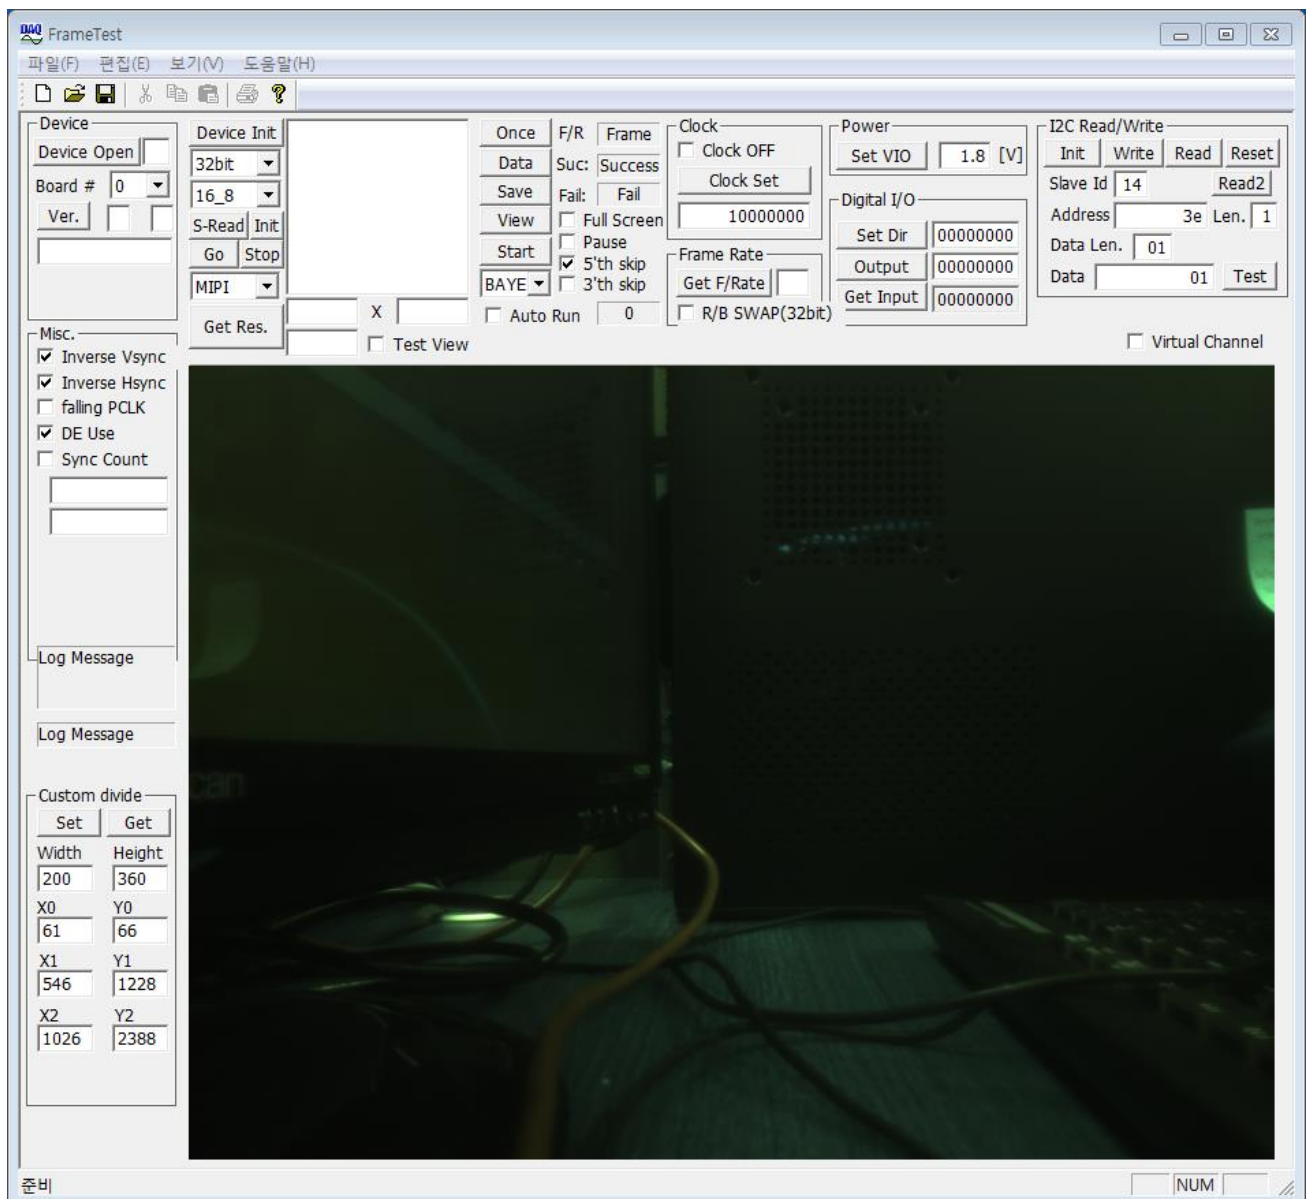 DAQ FrameTest
파일(F) 편집(E) 보기(V) 도움말(H)
Device
Device Open
Board # 0
Ver.
Device Init
32bit
16_8
S-Read Init
Go Stop
MIPI
Get Res.
X
Test View
Once
Data
Save
View
Start
BAYE
Auto Run 0
F/R Frame
Suc: Success
Fail: Fail
Full Screen
Pause
5'th skip
3'th skip
Clock
Clock OFF
Clock Set
10000000
Frame Rate
Get F/Rate
R/B SWAP(32bit)
Power
Set VIO 1.8 [V]
Digital I/O
Set Dir 00000000
Output 00000000
Get Input 00000000
I2C Read/Write
Init Write Read Reset
Slave Id 14 Read2
Address 3e Len. 1
Data Len. 01
Data 01 Test
Virtual Channel
Misc.
Inverse Vsync
Inverse Hsync
falling PCLK
DE Use
Sync Count
Log Message
Log Message
can
Custom divide
Set Get
Width Height
200 360
X0 Y0
61 66
X1 Y1
546 1228
X2 Y2
1026 2388
준비
NUM